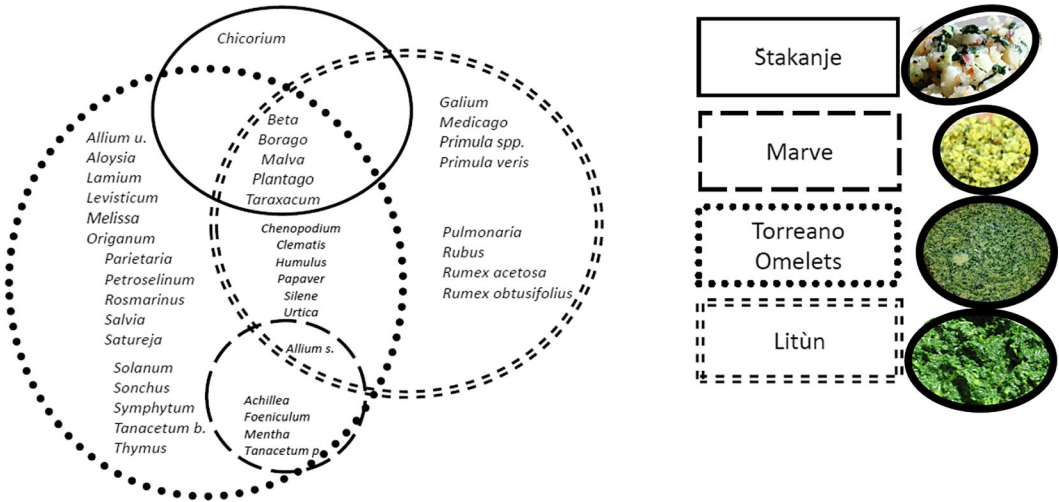 Chicorium
Beta
Borago
Malva
Plantago
Taraxacum
Galium
Medicago
Primula spp.
Primula veris
Pulmonaria
Rubus
Rumex acetosa
Rumex obtusifolius
Allium u.
Aloysia
Lamium
Levisticum
Melissa
Origanum
Parietaria
Petroselinum
Rosmarinus
Salvia
Satureja
Solanum
Sonchus
Symphytum
Tanacetum b.
Thymus
Chenopodium
Clematis
Humulus
Papaver
Silene
Urtica
Allium s.
Achillea
Foeniculum
Mentha
Tanacetum p.
Stakanje
Marve
Torreano
Omelets
Litùn